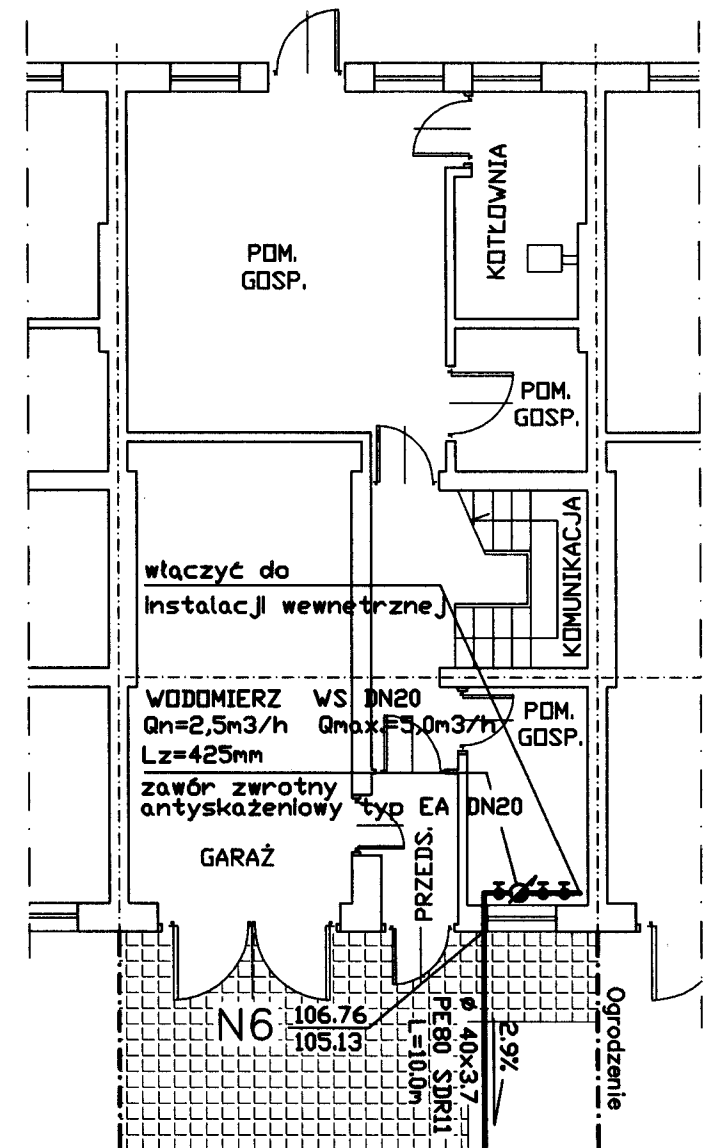 POM.
GOSP.
KOTŁOWNIA
POM.
GOSP.
KOMUNIKACJA
włączyć do
instalacji wewnetrznej
WODOMIERZ WS DN20
Qn=2,5m3/h Qmax.=5,0m3/h
Lz=425mm
zawór zwrotny
antyskażeniowy typ EA DN20
POM.
GOSP.
GARAŻ
PRZEDS.
N6
106.76
105.13
ø 40x3.7
PE80 SDR11
L=10.0m
2.9%
Ogrodzenie